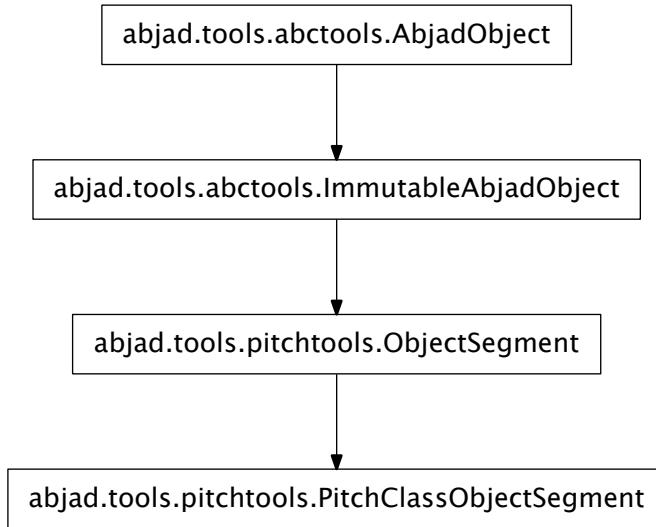 abjad.tools.abctools.AbjadObject
abjad.tools.abctools.ImmutableAbjadObject
abjad.tools.pitchtools.ObjectSegment
abjad.tools.pitchtools.PitchClassObjectSegment